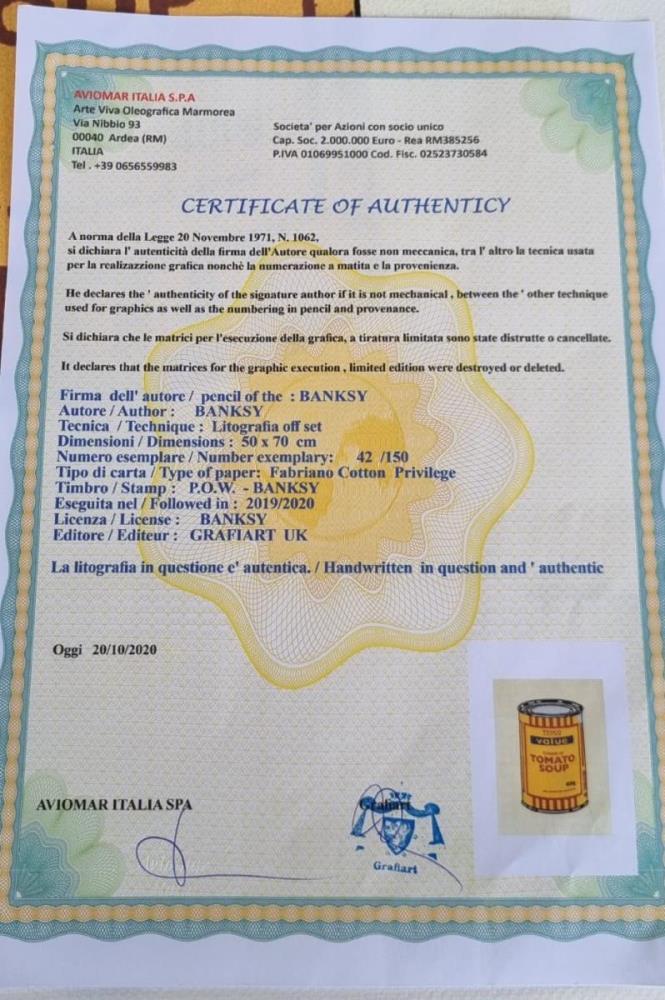 AVIOMAR ITALIA S.P.A
Arte Viva Oleografica Marmorea
Via Nibbio 93
00040 Ardea (RM)
ITALIA
Tel . +39 0656559983
Societa' per Azioni con socio unico
Cap. Soc. 2.000.000 Euro - Rea RM385256
P.IVA 01069951000 Cod. Fisc. 02523730584
CERTIFICATE OF AUTHENTICY
A norma della Legge 20 Novembre 1971, N. 1062,
si dichiara l' autenticità della firma dell'Autore qualora fosse non meccanica, tra l' altro la tecnica usata
per la realizazzione grafica nonchè la numerazione a matita e la provenienza.
He declares the ' authenticity of the signature author if it is not mechanical , between the ' other technique
used for graphics as well as the numbering in pencil and provenance.
Si dichiara che le matrici per l'esecuzione della grafica, a tiratura limitata sono state distrutte o cancellate.
It declares that the matrices for the graphic execution , limited edition were destroyed or deleted.
Firma dell' autore / pencil of the : BANKSY
Autore / Author : BANKSY
Tecnica / Technique : Litografia off set
Dimensioni / Dimensions : 50 x 70 cm
Numero esemplare / Number exemplary: 42 /150
Tipo di carta / Type of paper: Fabriano Cotton Privilege
Timbro / Stamp : P.O.W. - BANKSY
Eseguita nel / Followed in : 2019/2020
Licenza / License : BANKSY
Editore / Editeur : GRAFIART UK
La litografia in questione e' autentica. / Handwritten in question and ' authentic
Oggi 20/10/2020
TESCO
value
TOMATO
SOUP
AVIOMAR ITALIA SPA
Grafiart
Grafiart